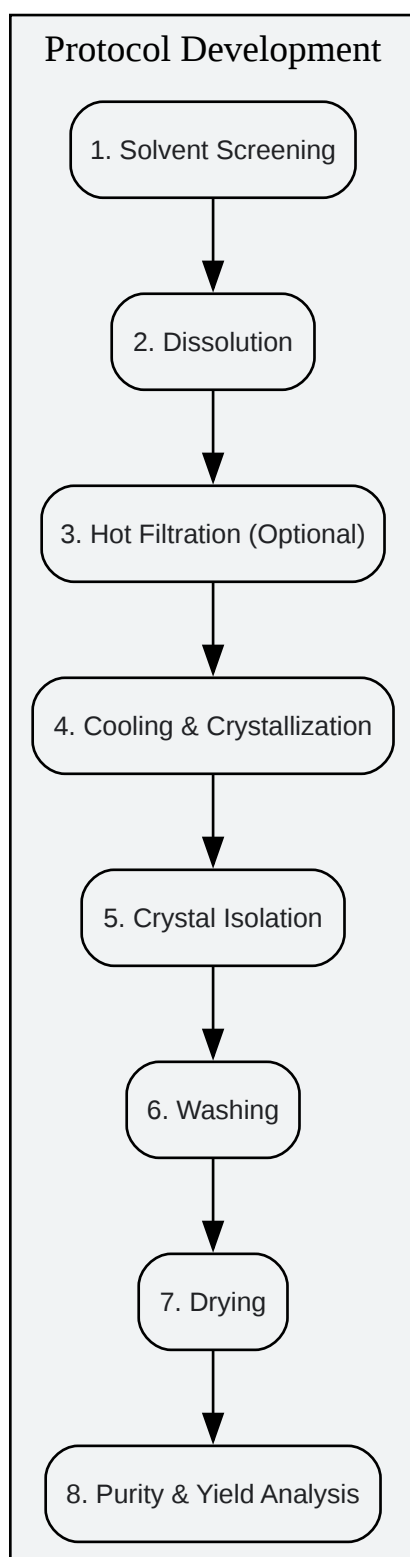 Protocol Development
1. Solvent Screening
2. Dissolution
3. Hot Filtration (Optional)
4. Cooling & Crystallization
5. Crystal Isolation
6. Washing
7. Drying
8. Purity & Yield Analysis